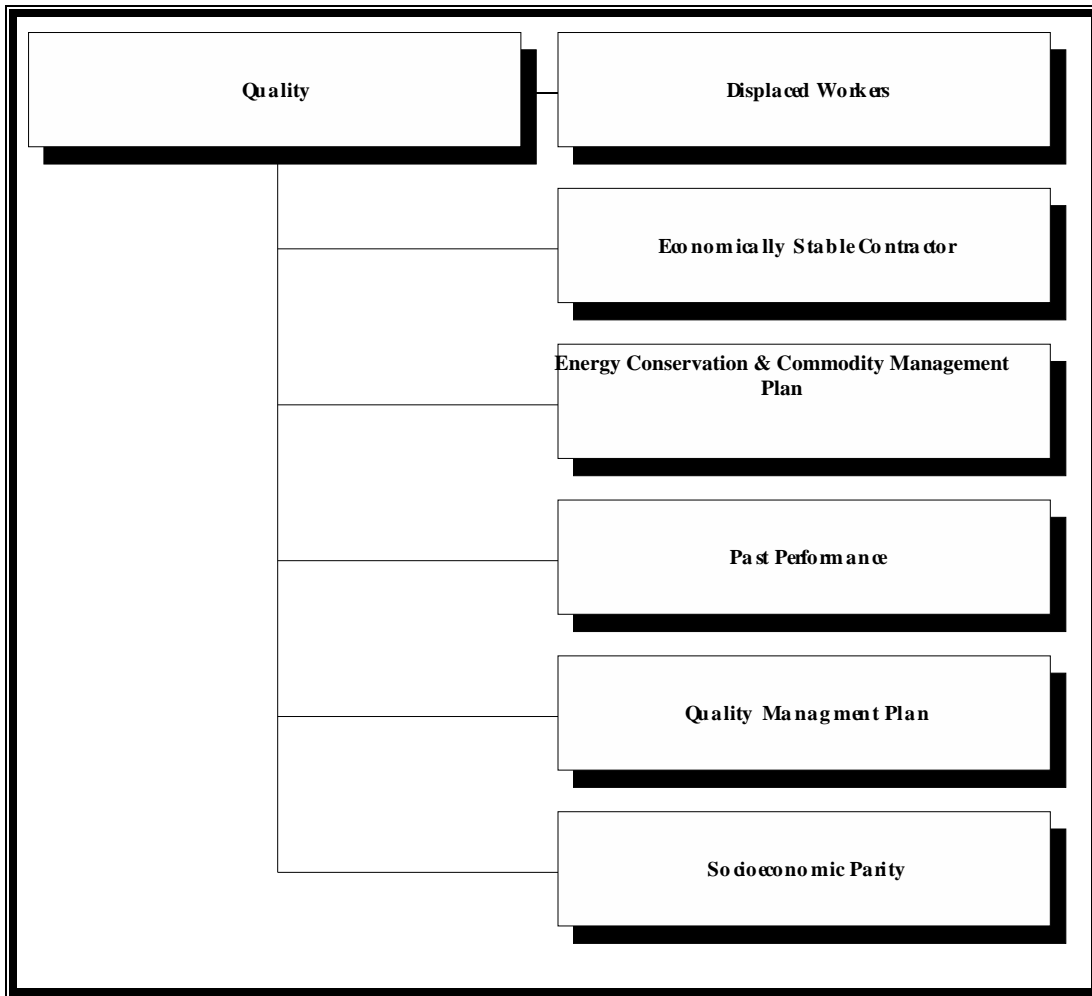 Quality
Displaced Workers
Economically Stable Contractor
Energy Conservation & Commodity Management
Plan
Past Performance
Quality Managment Plan
Socioeconomic Parity